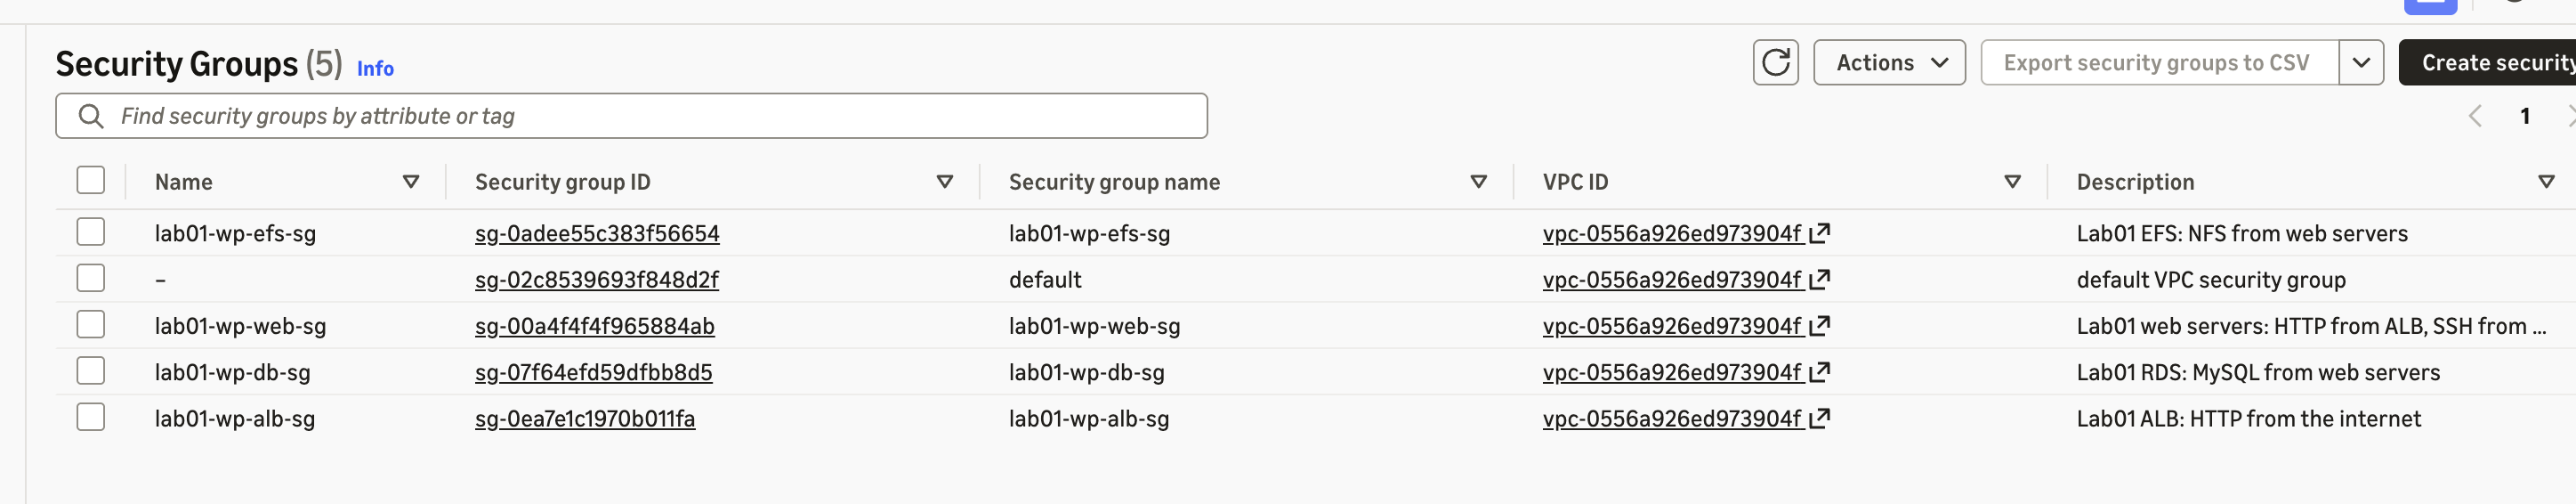 Security Groups (5) Info
Actions
Export security groups to CSV
Create security
Find security groups by attribute or tag
1
Name Security group ID Security group name VPC ID Description
lab01-wp-efs-sg sg-0adee55c383f56654 lab01-wp-efs-sg vpc-0556a926ed973904f Lab01 EFS: NFS from web servers
– sg-02c8539693f848d2f default vpc-0556a926ed973904f default VPC security group
lab01-wp-web-sg sg-00a4f4f4f965884ab lab01-wp-web-sg vpc-0556a926ed973904f Lab01 web servers: HTTP from ALB, SSH from ...
lab01-wp-db-sg sg-07f64efd59dfbb8d5 lab01-wp-db-sg vpc-0556a926ed973904f Lab01 RDS: MySQL from web servers
lab01-wp-alb-sg sg-0ea7e1c1970b011fa lab01-wp-alb-sg vpc-0556a926ed973904f Lab01 ALB: HTTP from the internet